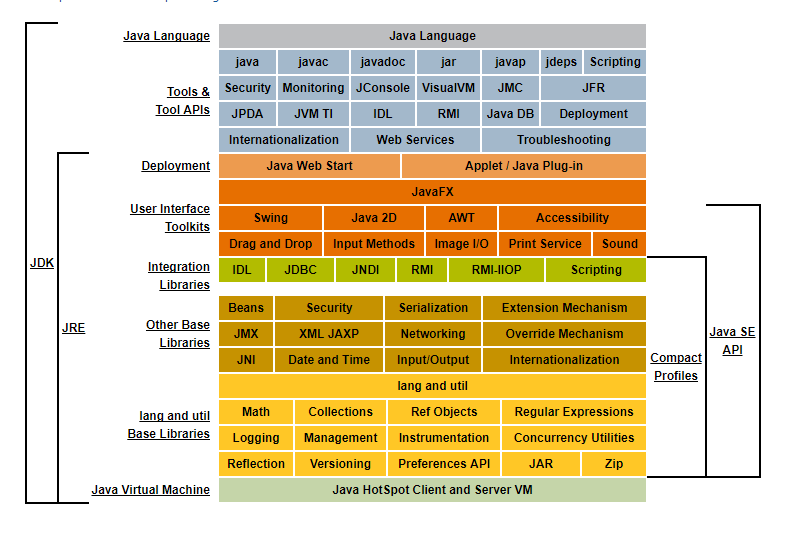 Java Language Java Language
java javac javadoc jar javap jdeps Scripting
Tools & Tool APIs Security Monitoring JConsole VisualVM JMC JFR
JPDA JVM TI IDL RMI Java DB Deployment
Internationalization Web Services Troubleshooting
Deployment Java Web Start Applet / Java Plug-in
JavaFX
User Interface Toolkits Swing Java 2D AWT Accessibility
Drag and Drop Input Methods Image I/O Print Service Sound
JDK
Integration Libraries IDL JDBC JNDI RMI RMI-IIOP Scripting
Beans Security Serialization Extension Mechanism
JRE
Other Base Libraries JMX XML JAXP Networking Override Mechanism
Java SE API
JNI Date and Time Input/Output Internationalization
Compact Profiles
lang and util
lang and util Base Libraries Math Collections Ref Objects Regular Expressions
Logging Management Instrumentation Concurrency Utilities
Reflection Versioning Preferences API JAR Zip
Java Virtual Machine Java HotSpot Client and Server VM